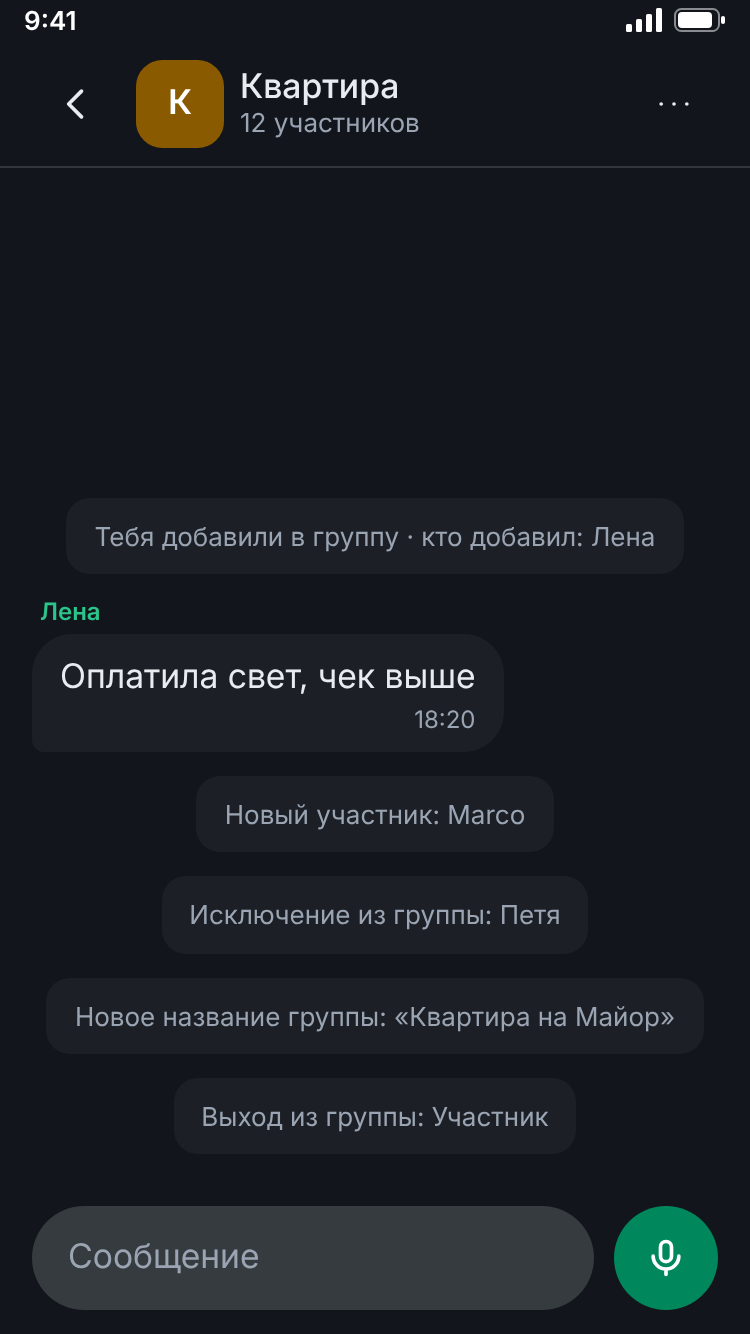 9:41
К
Квартира
12 участников
...
Тебя добавили в группу · кто добавил: Лена
Лена
Оплатила свет, чек выше
18:20
Новый участник: Marco
Исключение из группы: Петя
Новое название группы: «Квартира на Майор»
Выход из группы: Участник
Сообщение